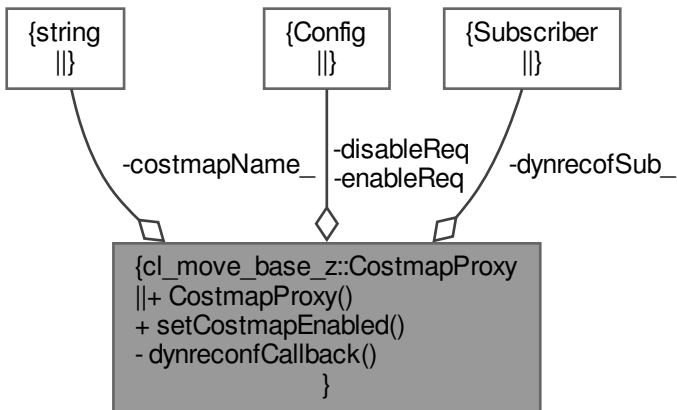 {string
||}
{Config
||}
{Subscriber
||}
-costmapName_
-disableReq
-enableReq
-dynrecofSub_
{cl_move_base_z::CostmapProxy
||+ CostmapProxy()
+ setCostmapEnabled()
- dynreconfCallback()
}